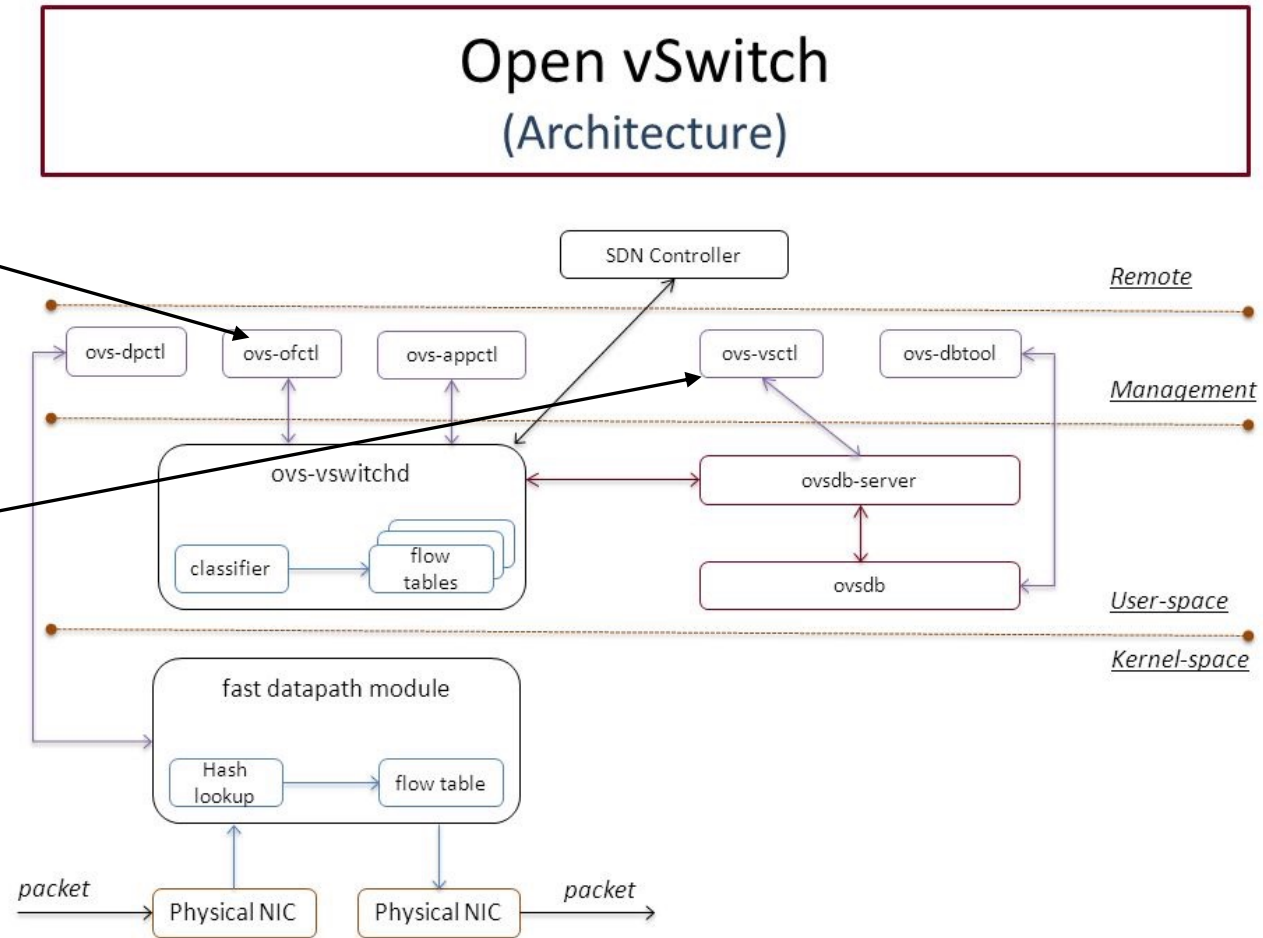 Open vSwitch
(Architecture)
SDN Controller
Remote
ovs-dpctl
ovs-ofctl
ovs-appctl
ovs-vsctl
ovs-dbtool
Management
ovs-vswitchd
ovsdb-server
classifier
flow
tables
ovsdb
User-space
Kernel-space
fast datapath module
Hash
lookup
flow table
packet
Physical NIC
Physical NIC
packet